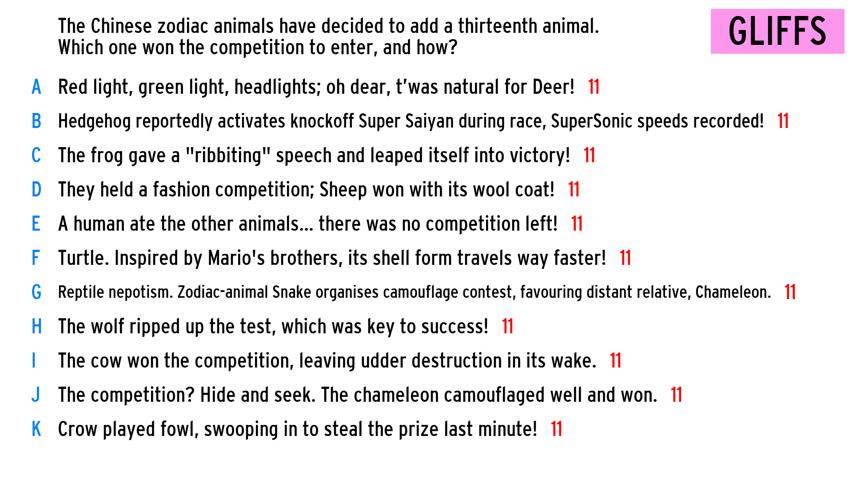 The Chinese zodiac animals have decided to add a thirteenth animal.
Which one won the competition to enter, and how?
GLIFFS
A Red light, green light, headlights; oh dear, t'was natural for Deer! 11
B Hedgehog reportedly activates knockoff Super Saiyan during race, SuperSonic speeds recorded! 11
C The frog gave a "ribbiting" speech and leaped itself into victory! 11
D They held a fashion competition; Sheep won with its wool coat! 11
E A human ate the other animals... there was no competition left! 11
F Turtle. Inspired by Mario's brothers, its shell form travels way faster! 11
G Reptile nepotism. Zodiac-animal Snake organises camouflage contest, favouring distant relative, Chameleon. 11
H The wolf ripped up the test, which was key to success! 11
I The cow won the competition, leaving udder destruction in its wake. 11
J The competition? Hide and seek. The chameleon camouflaged well and won. 11
K Crow played fowl, swooping in to steal the prize last minute! 11